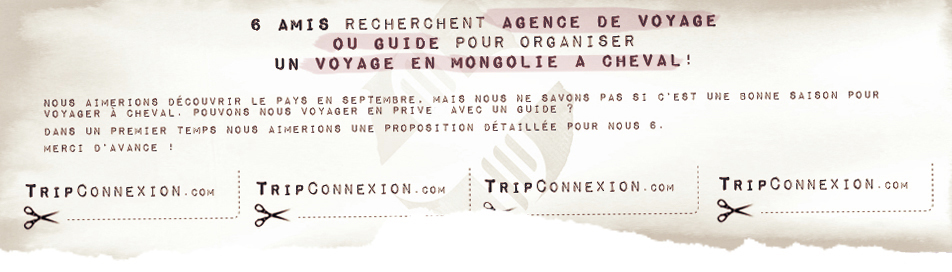 6 AMIS RECHERCHENT AGENCE DE VOYAGE
OU GUIDE POUR ORGANISER
UN VOYAGE EN MONGOLIE A CHEVAL!
NOUS AIMERIONS DÉCOUVRIR LE PAYS EN SEPTEMBRE. MAIS NOUS NE SAVONS PAS SI C'EST UNE BONNE SAISON POUR
VOYAGER À CHEVAL. POUVONS NOUS VOYAGER EN PRIVE AVEC UN GUIDE ?
DANS UN PREMIER TEMPS NOUS AIMERIONS UNE PROPOSITION DÉTAILLÉE POUR NOUS 6.
MERCI D'AVANCE !
TRIPCONNEXION.COM TRIPCONNEXION.COM TRIPCONNEXION.COM TRIPCONNEXION.COM